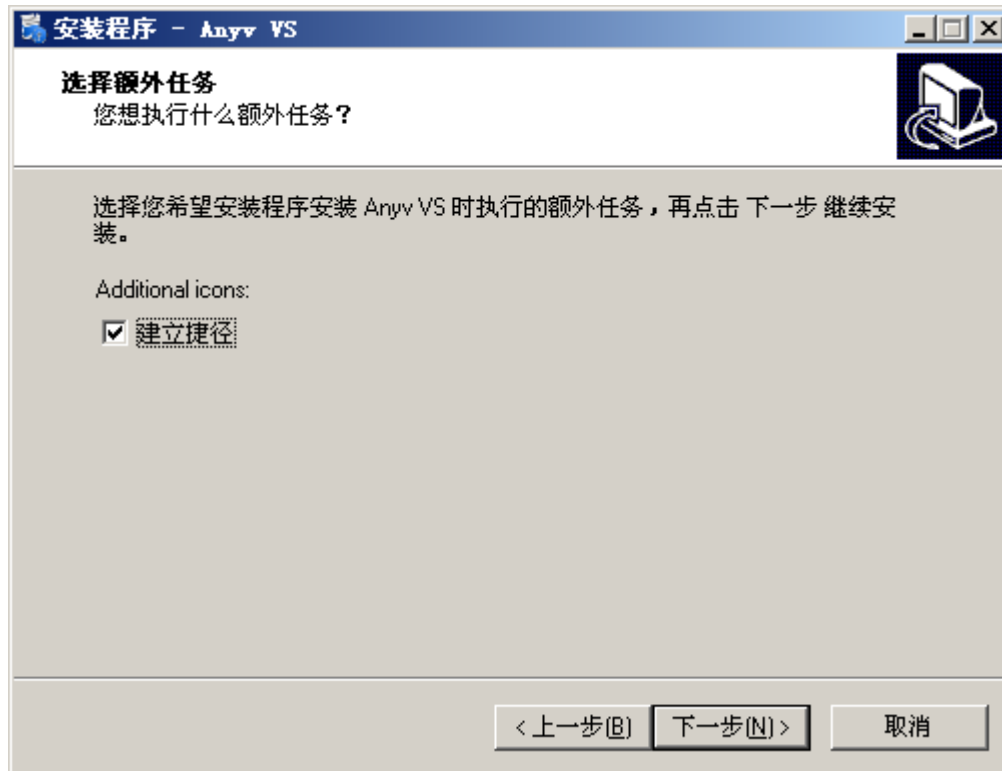 安装程序 - Anyv VS
选择额外任务
您想执行什么额外任务?
选择您希望安装程序安装 Anyv VS 时执行的额外任务，再点击 下一步 继续安
装。
Additional icons:
建立捷径
<上一步(B) 下一步(N)> 取消